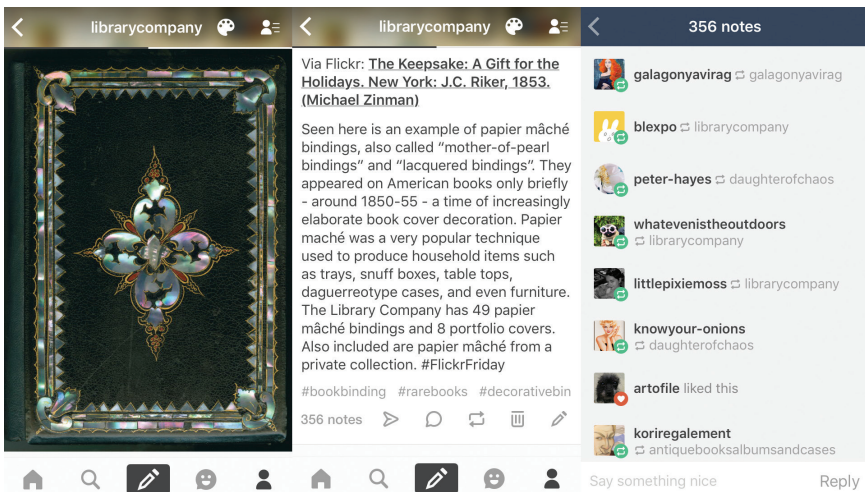 librarycompany
librarycompany
Via Flickr: The Keepsake: A Gift for the
Holidays. New York: J.C. Riker, 1853.
(Michael Zinman)
Seen here is an example of papier mâché
bindings, also called “mother-of-pearl
bindings” and “lacquered bindings”. They
appeared on American books only briefly
- around 1850-55 - a time of increasingly
elaborate book cover decoration. Papier
maché was a very popular technique
used to produce household items such
as trays, snuff boxes, table tops,
daguerreotype cases, and even furniture.
The Library Company has 49 papier
mâché bindings and 8 portfolio covers.
Also included are papier mâché from a
private collection. #FlickrFriday
#bookbinding #rarebooks #decorativebin
356 notes
356 notes
galagonyavirag galagonyavirag
blexpo librarycompany
peter-hayes daughterofchaos
whatevenistheoutdoors
librarycompany
littlepixiemoss librarycompany
knowyour-onions
daughterofchaos
artofile liked this
koriregalement
antiquebooksalbumsandcases
Say something nice Reply